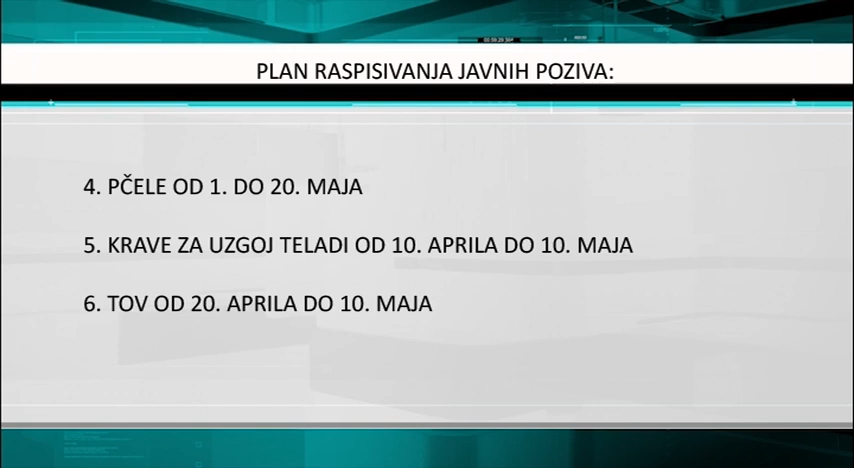 PLAN RASPISIVANJA JAVNIH POZIVA:
4. PČELE OD 1. DO 20. MAJA
5. KRAVE ZA UZGOJ TELADI OD 10. APRILA DO 10. MAJA
6. TOV OD 20. APRILA DO 10. MAJA